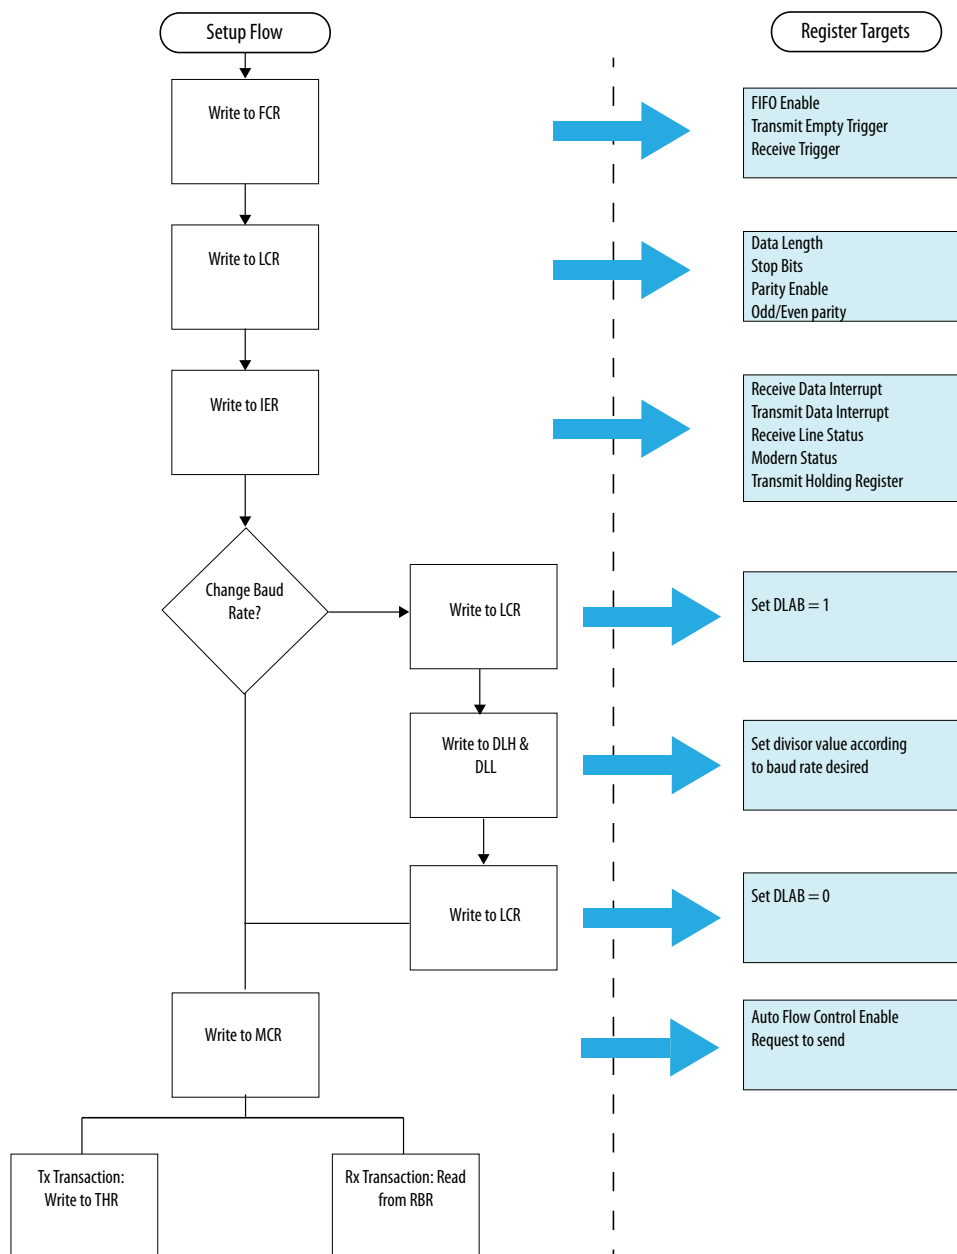 Setup Flow
Register Targets
Write to FCR
FIFO Enable
Transmit Empty Trigger
Receive Trigger
Write to LCR
Data Length
Stop Bits
Parity Enable
Odd/Even parity
Write to IER
Receive Data Interrupt
Transmit Data Interrupt
Receive Line Status
Modern Status
Transmit Holding Register
Change Baud
Rate?
Write to LCR
Set DLAB = 1
Write to DLH &
DLL
Set divisor value according
to baud rate desired
Write to LCR
Set DLAB = 0
Write to MCR
Auto Flow Control Enable
Request to send
Tx Transaction:
Write to THR
Rx Transaction: Read
from RBR